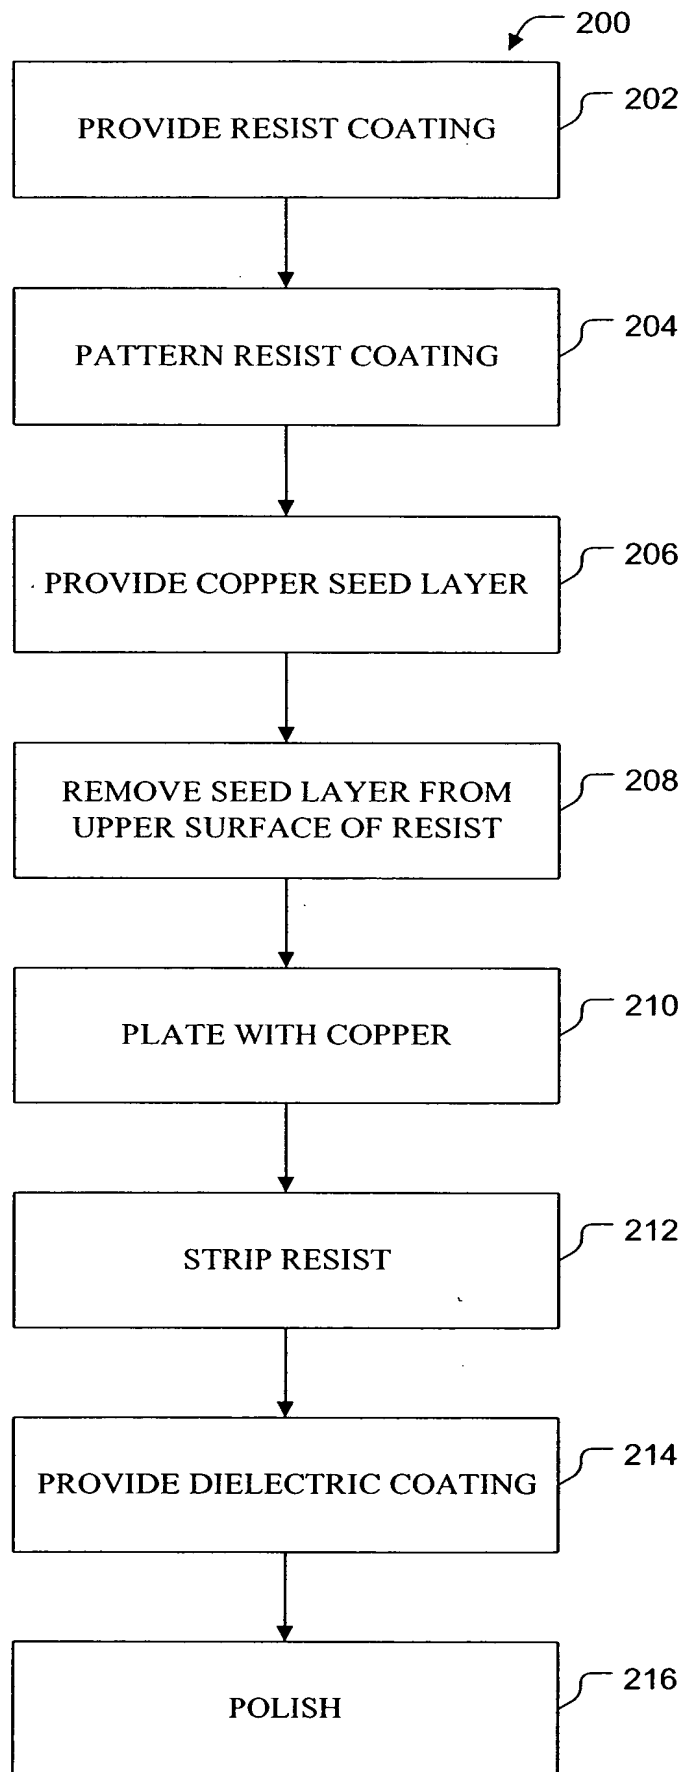 200
PROVIDE RESIST COATING
202
PATTERN RESIST COATING
204
PROVIDE COPPER SEED LAYER
206
REMOVE SEED LAYER FROM
UPPER SURFACE OF RESIST
208
PLATE WITH COPPER
210
STRIP RESIST
212
PROVIDE DIELECTRIC COATING
214
POLISH
216